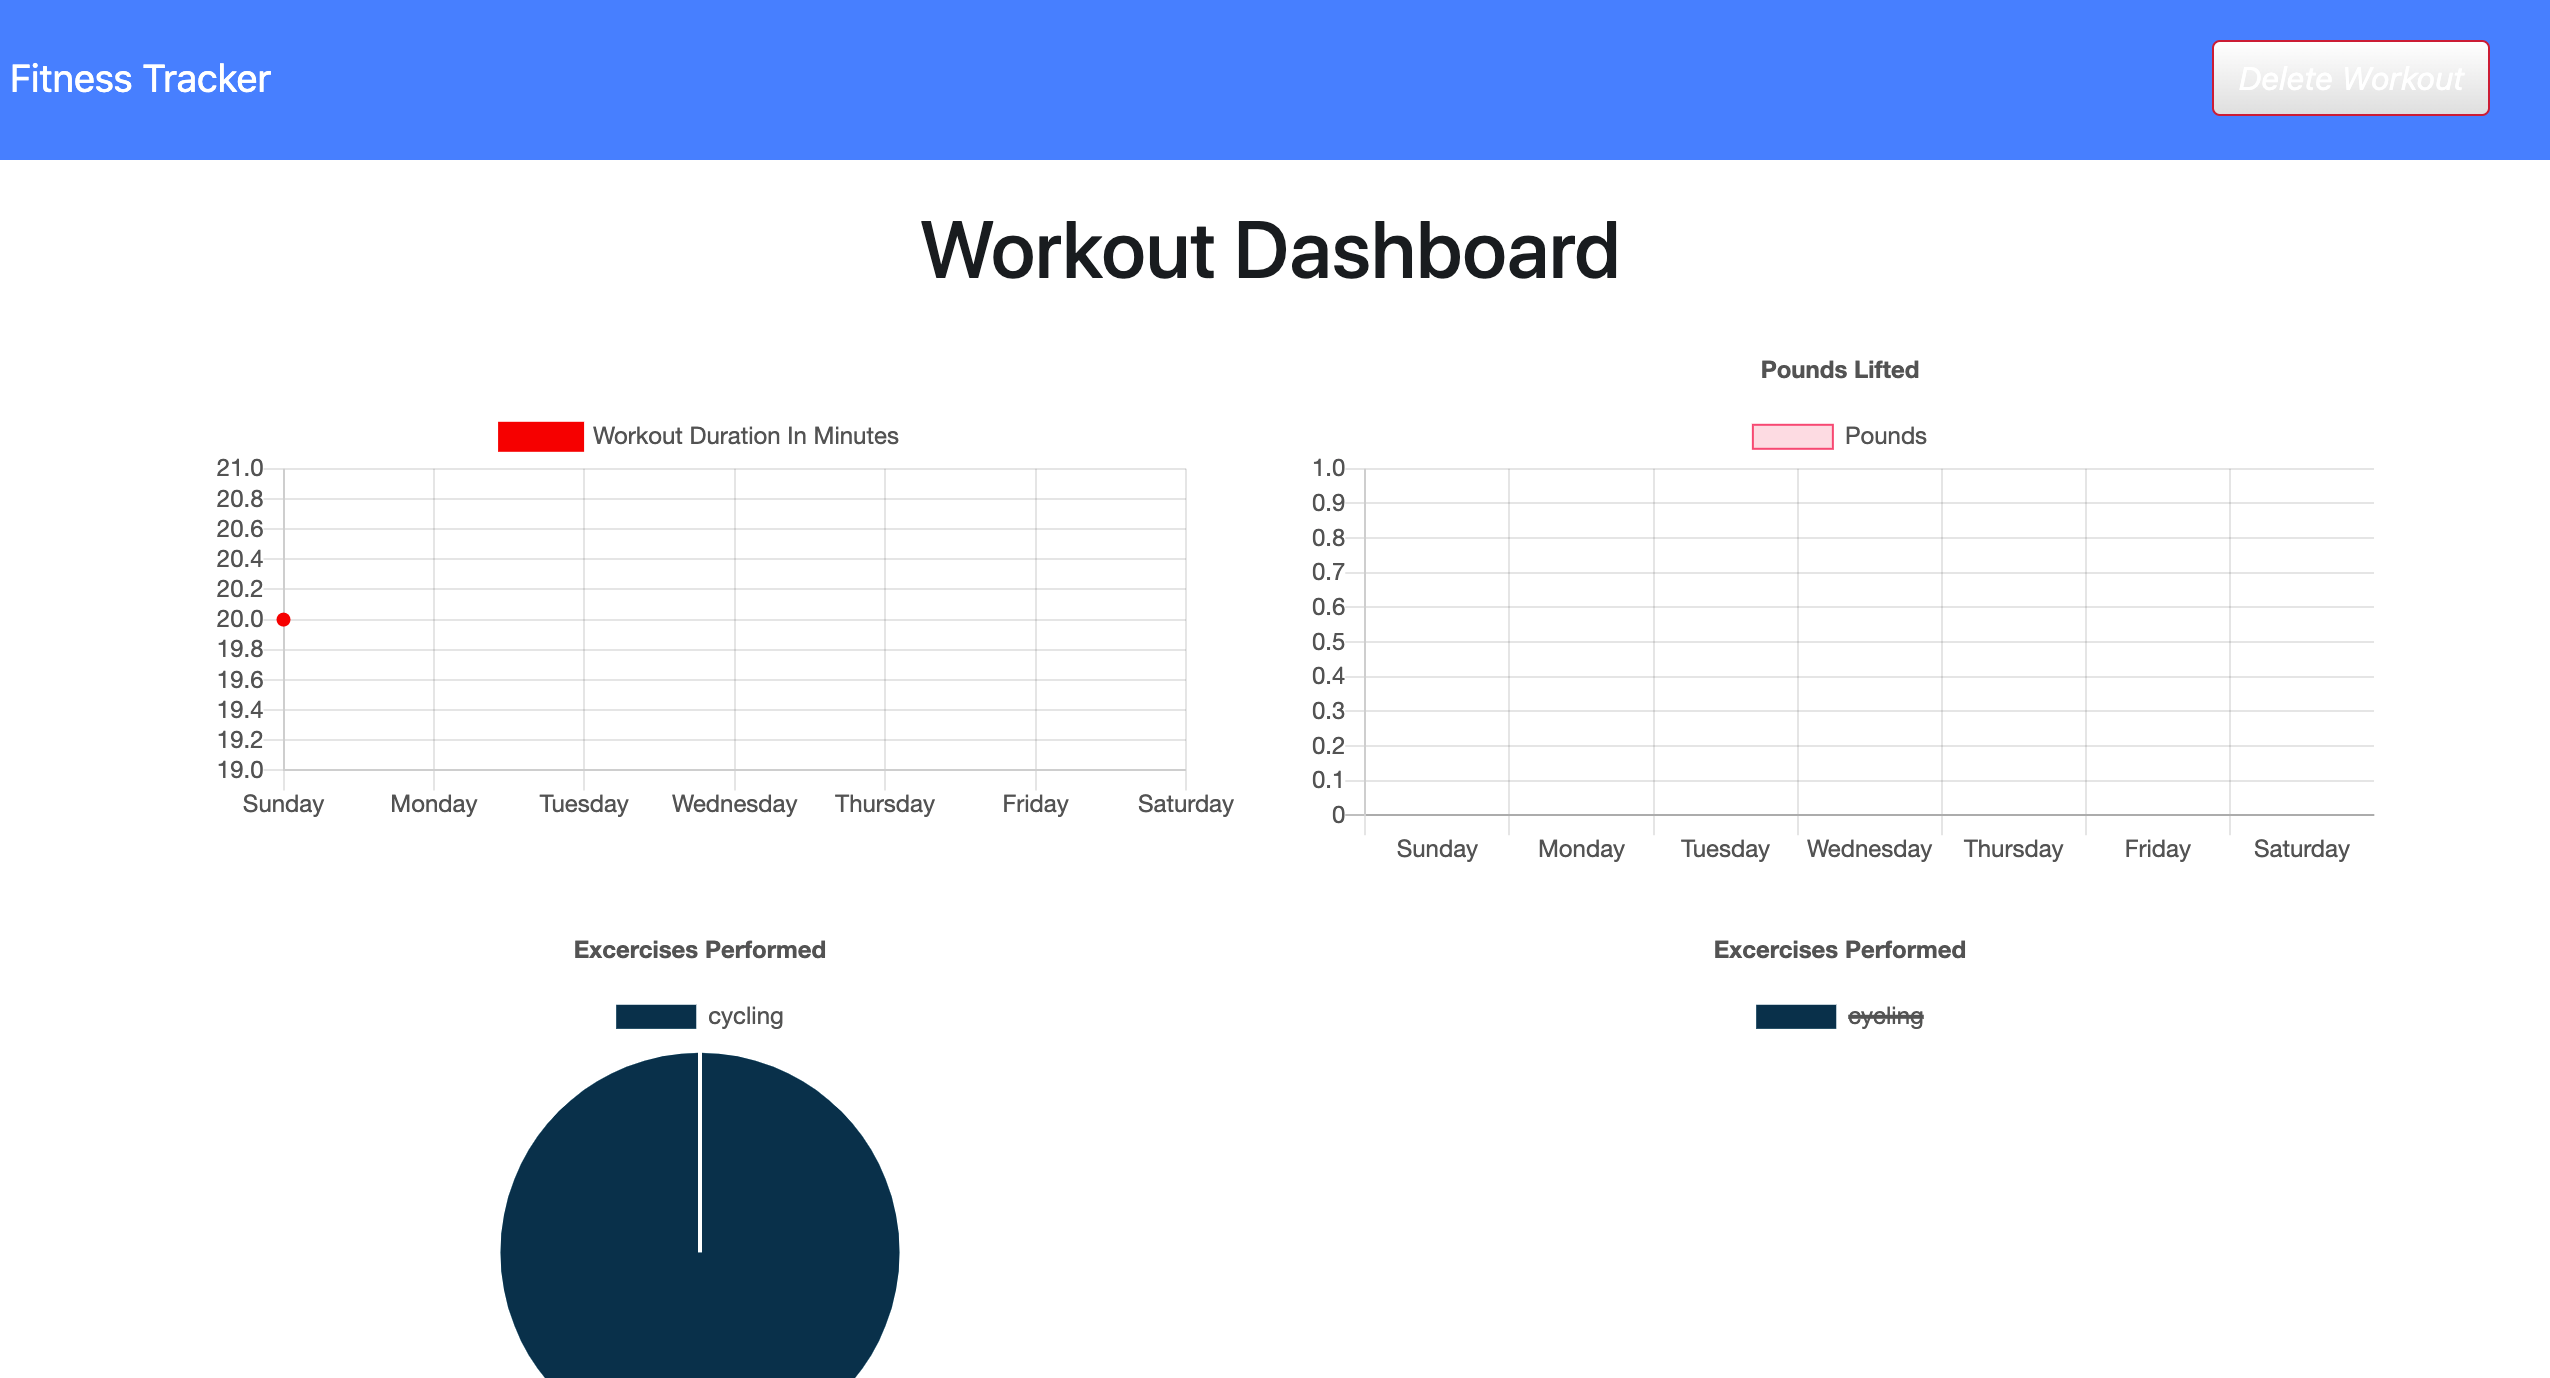 Fitness Tracker
Delete Workout
Workout Dashboard
Workout Duration In Minutes
21.0
20.8
20.6
20.4
20.2
20.0
19.8
19.6
19.4
19.2
19.0
Sunday Monday Tuesday Wednesday Thursday Friday Saturday
Pounds Lifted
Pounds
1.0
0.9
0.8
0.7
0.6
0.5
0.4
0.3
0.2
0.1
0
Sunday Monday Tuesday Wednesday Thursday Friday Saturday
Excercises Performed
cycling
Excercises Performed
cycling